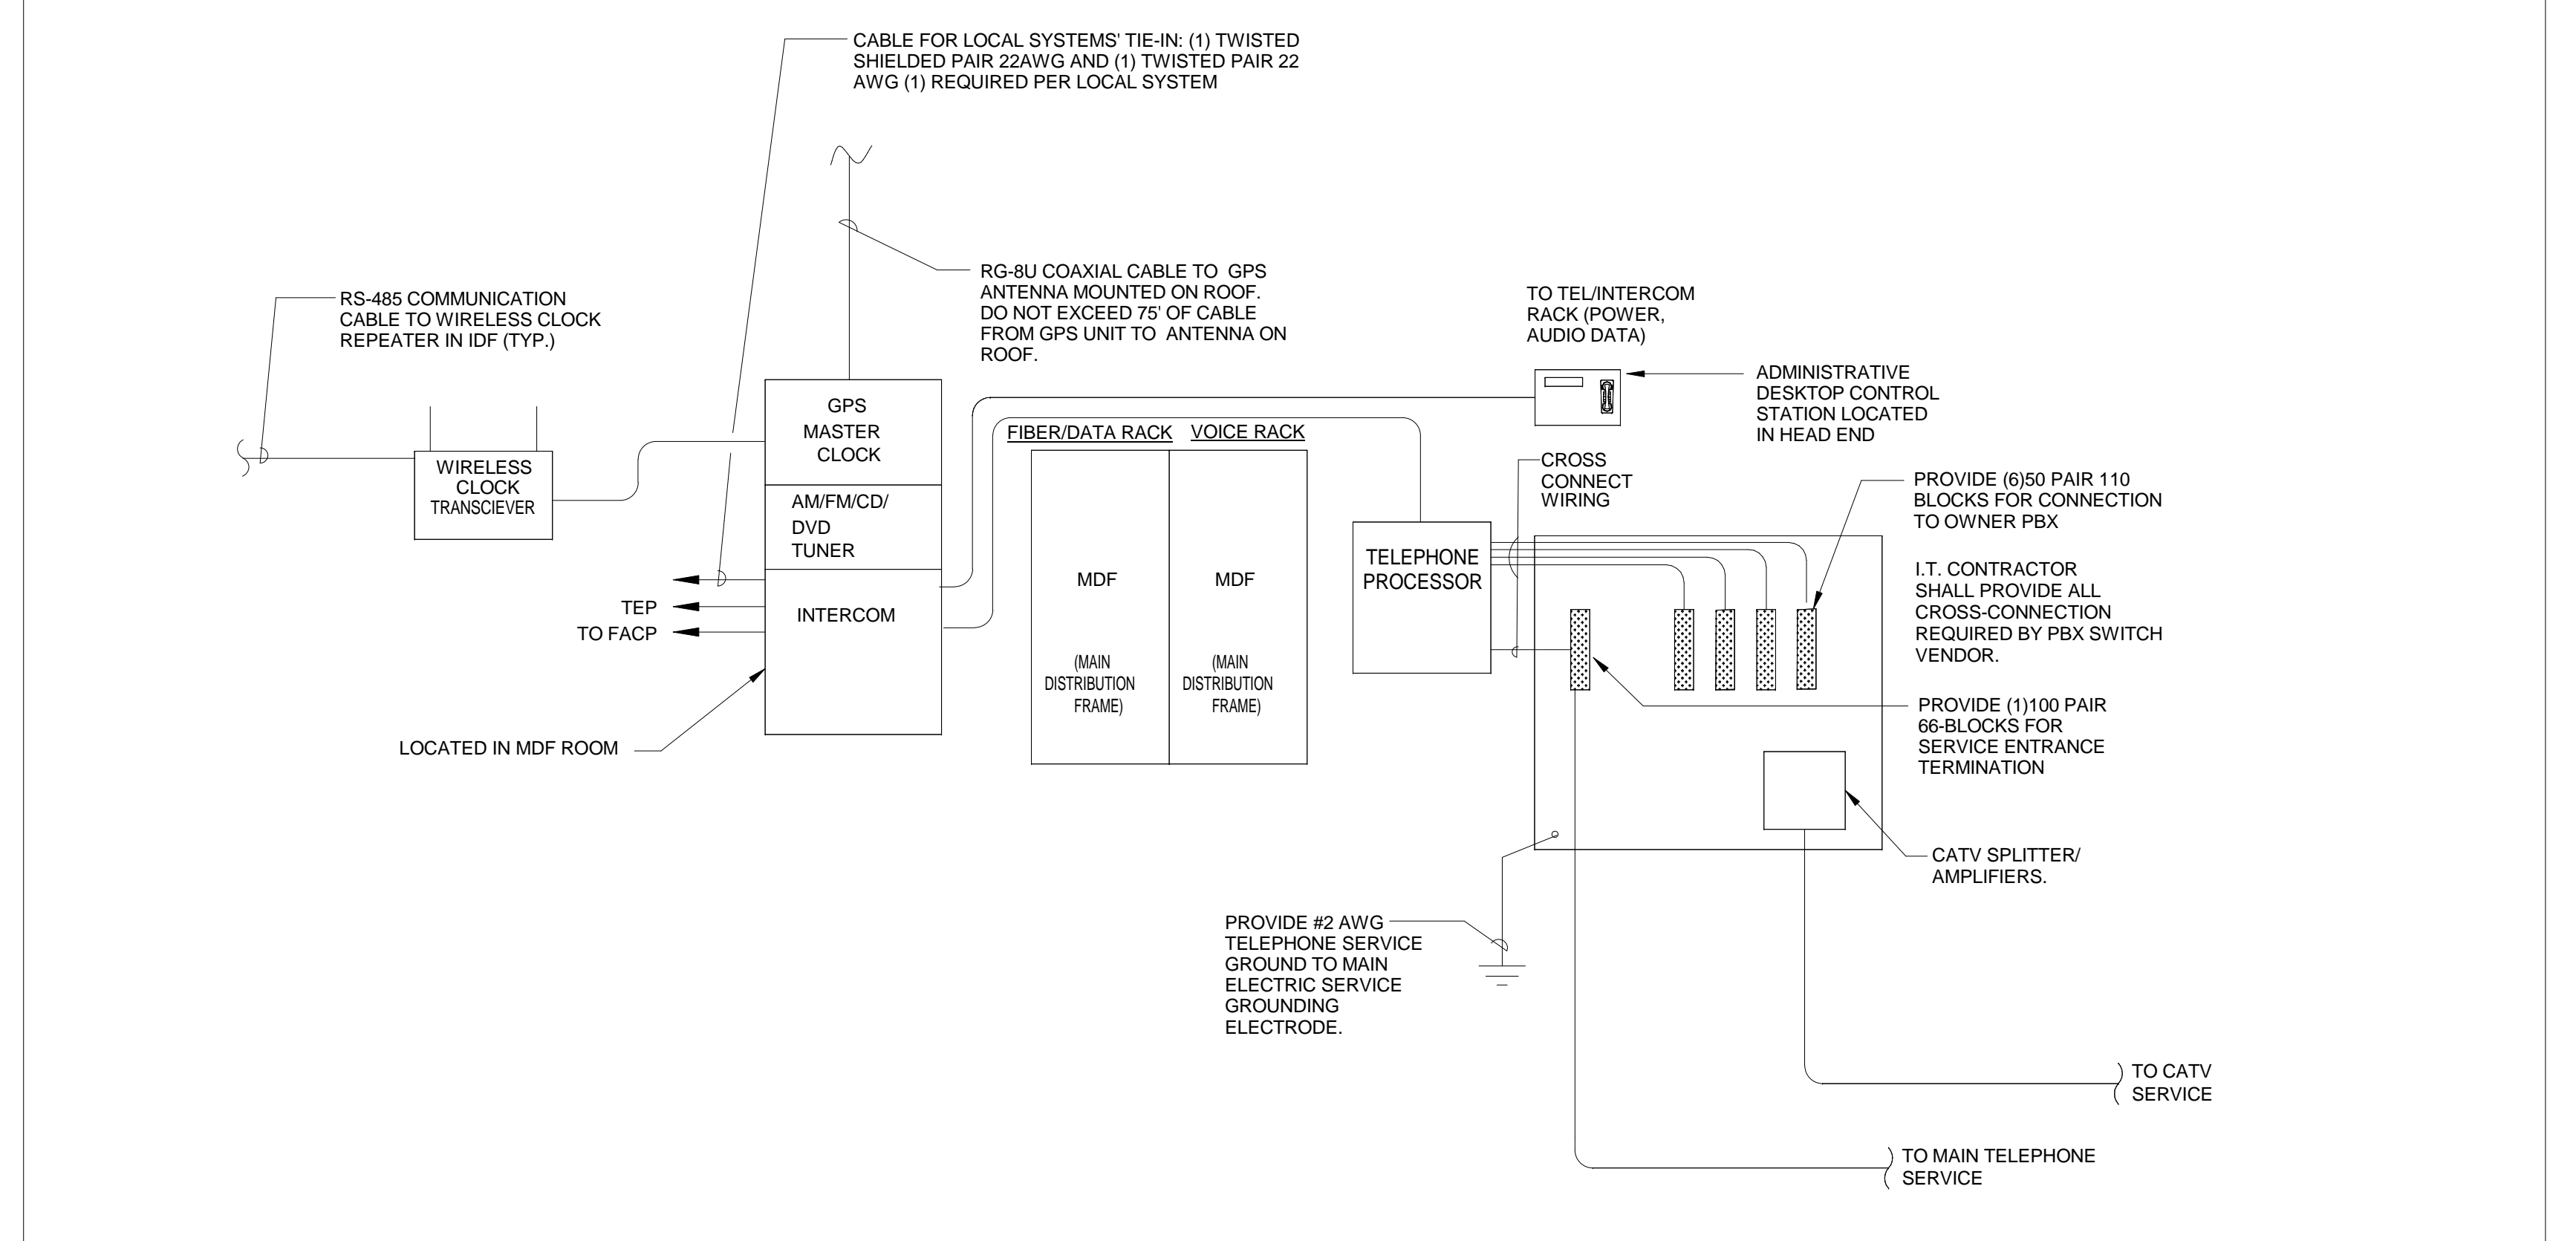 CABLE FOR LOCAL SYSTEMS' TIE-IN: (1) TWISTED
SHIELDED PAIR 22AWG AND (1) TWISTED PAIR 22
AWG (1) REQUIRED PER LOCAL SYSTEM
RG-8U COAXIAL CABLE TO GPS
ANTENNA MOUNTED ON ROOF.
DO NOT EXCEED 75' OF CABLE
FROM GPS UNIT TO ANTENNA ON
ROOF.
RS-485 COMMUNICATION
CABLE TO WIRELESS CLOCK
REPEATER IN IDF (TYP.)
TO TEL/INTERCOM
RACK (POWER,
AUDIO DATA)
ADMINISTRATIVE
DESKTOP CONTROL
STATION LOCATED
IN HEAD END
WIRELESS
CLOCK
TRANSCIEVER
GPS
MASTER
CLOCK
AM/FM/CD/
DVD
TUNER
INTERCOM
TEP
TO FACP
LOCATED IN MDF ROOM
FIBER/DATA RACK
VOICE RACK
MDF
(MAIN
DISTRIBUTION
FRAME)
MDF
(MAIN
DISTRIBUTION
FRAME)
TELEPHONE
PROCESSOR
CROSS
CONNECT
WIRING
PROVIDE (6)50 PAIR 110
BLOCKS FOR CONNECTION
TO OWNER PBX
I.T. CONTRACTOR
SHALL PROVIDE ALL
CROSS-CONNECTION
REQUIRED BY PBX SWITCH
VENDOR.
PROVIDE (1)100 PAIR
66-BLOCKS FOR
SERVICE ENTRANCE
TERMINATION
CATV SPLITTER/
AMPLIFIERS.
PROVIDE #2 AWG
TELEPHONE SERVICE
GROUND TO MAIN
ELECTRIC SERVICE
GROUNDING
ELECTRODE.
TO CATV
SERVICE
TO MAIN TELEPHONE
SERVICE